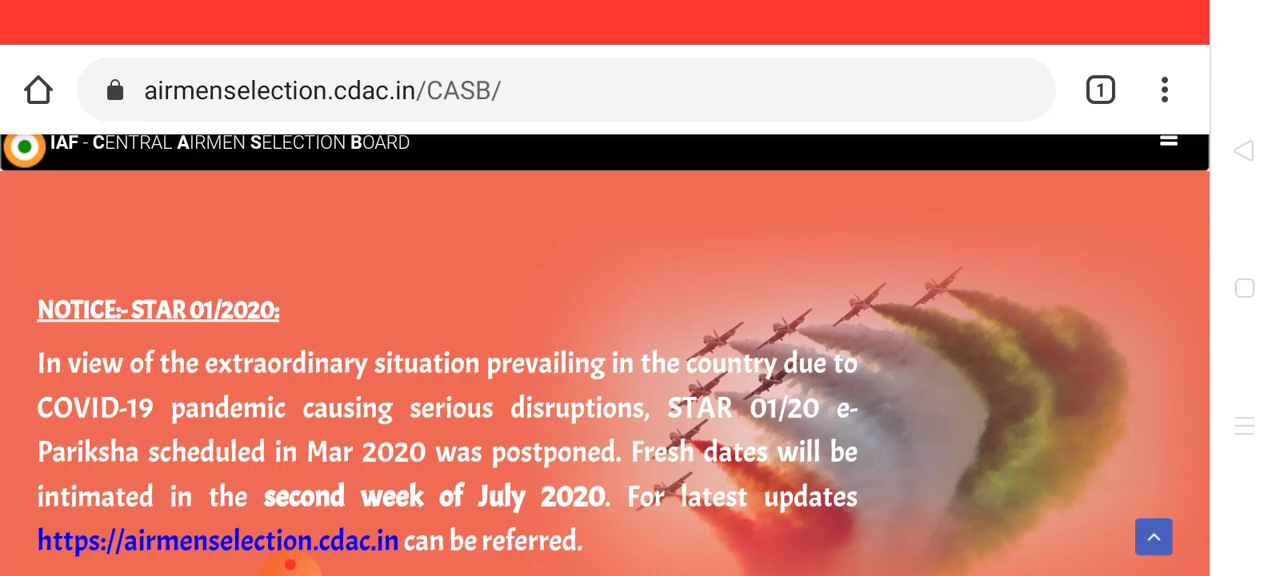 airmenselection.cdac.in/CASB/
1
IAF - CENTRAL AIRMEN SELECTION BOARD
NOTICE:- STAR 01/2020:
In view of the extraordinary situation prevailing in the country due to
COVID-19 pandemic causing serious disruptions, STAR 01/20 e-
Pariksha scheduled in Mar 2020 was postponed. Fresh dates will be
intimated in the second week of July 2020. For latest updates
https://airmenselection.cdac.in can be referred.